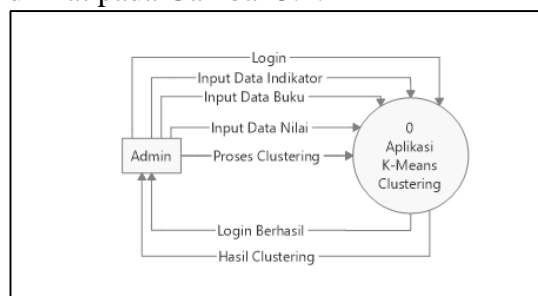 Login
Input Data Indikator
Input Data Buku
Input Data Nilai
Admin
Proses Clustering
0
Aplikasi
K-Means
Clustering
Login Berhasil
Hasil Clustering